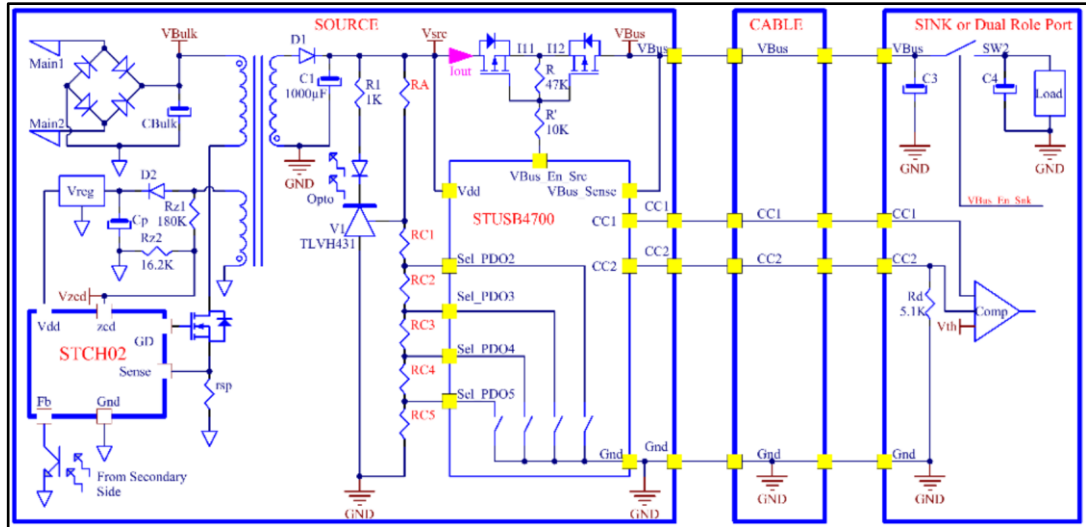 SOURCE
CABLE
SINK or Dual Role Port
VBulk
Main1
Main2
CBulk
D1
C1
1000µF
GND
R1
1K
RA
Vsrc
Iout
I11
I12
R
47K
R'
10K
VBus
VBus
VBus
VBus
SW2
C3
C4
Load
GND
GND
VBus_En_Snk
Opto
V1
TLVH431
VBus_En_Src
Vdd
VBus_Sense
STUSB4700
CC1
CC1
CC1
CC1
CC2
CC2
CC2
CC2
Vreg
D2
Cp
Rz1
180K
Rz2
16.2K
Vzcd
Vdd
zcd
GD
STCH02
Sense
rsp
Fb
Gnd
From Secondary
Side
RC1
Sel_PDO2
RC2
Sel_PDO3
RC3
Sel_PDO4
RC4
Sel_PDO5
RC5
Rd
5.1K
Comp
Vth
Gnd
Gnd
Gnd
Gnd
GND
GND
GND
GND